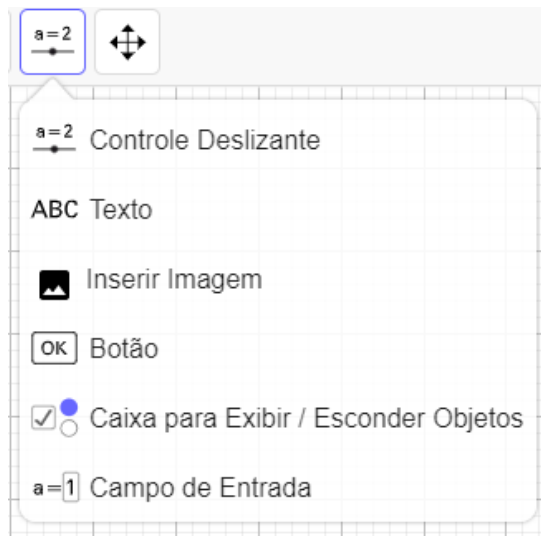 a=2
a=2 Controle Deslizante
ABC Texto
Inserir Imagem
OK Botão
Caixa para Exibir / Esconder Objetos
a=1 Campo de Entrada